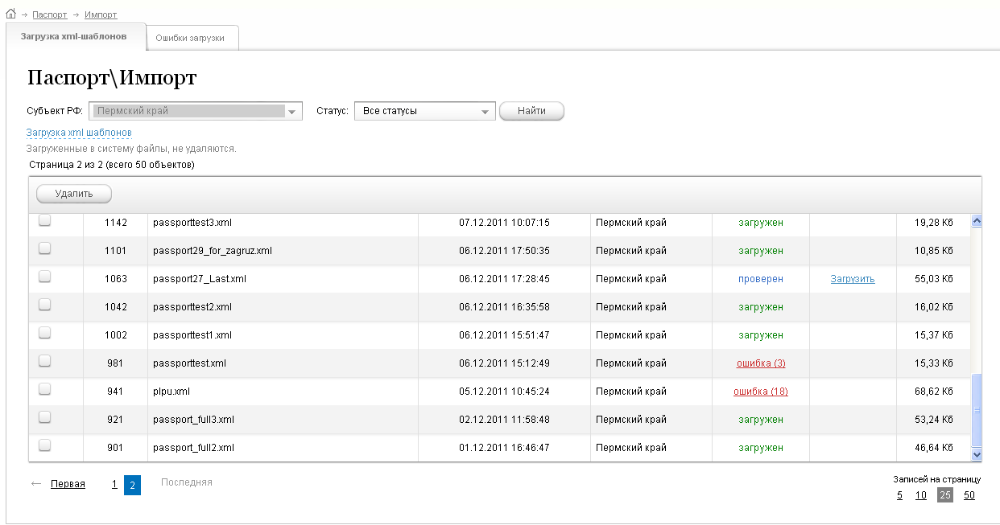 → Паспорт → Импорт
Загрузка xml-шаблонов Ошибки загрузки
Паспорт\Импорт
Субъект РФ: Пермский край Статус: Все статусы Найти
Загрузка xml шаблонов
Загруженные в систему файлы, не удаляются.
Страница 2 из 2 (всего 50 объектов)
Удалить
1142 passporttest3.xml 07.12.2011 10:07:15 Пермский край загружен 19,28 Кб
1101 passport29_for_zagruz.xml 06.12.2011 17:50:35 Пермский край загружен 10,85 Кб
1063 passport27_Last.xml 06.12.2011 17:28:45 Пермский край проверен Загрузить 55,03 Кб
1042 passporttest2.xml 06.12.2011 16:35:58 Пермский край загружен 16,02 Кб
1002 passporttest1.xml 06.12.2011 15:51:47 Пермский край загружен 15,37 Кб
981 passporttest.xml 06.12.2011 15:12:49 Пермский край ошибка (3) 15,33 Кб
941 plpu.xml 05.12.2011 10:45:24 Пермский край ошибка (18) 68,62 Кб
921 passport_full3.xml 02.12.2011 11:58:48 Пермский край загружен 53,24 Кб
901 passport_full2.xml 01.12.2011 16:46:47 Пермский край загружен 46,64 Кб
← Первая 1 2 Последняя
Записей на страницу
5 10 25 50